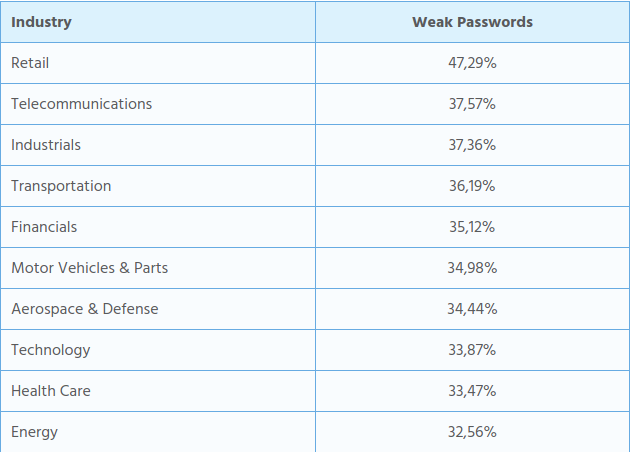 Industry Weak Passwords
Retail 47,29%
Telecommunications 37,57%
Industrials 37,36%
Transportation 36,19%
Financials 35,12%
Motor Vehicles & Parts 34,98%
Aerospace & Defense 34,44%
Technology 33,87%
Health Care 33,47%
Energy 32,56%